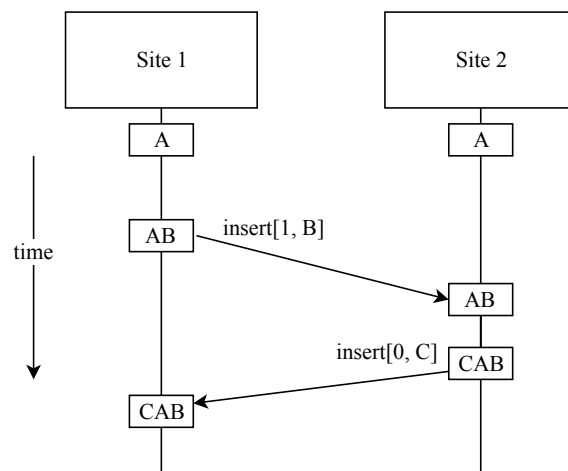 Site 1
Site 2
A
A
AB
insert[1, B]
time
AB
insert[0, C]
CAB
CAB